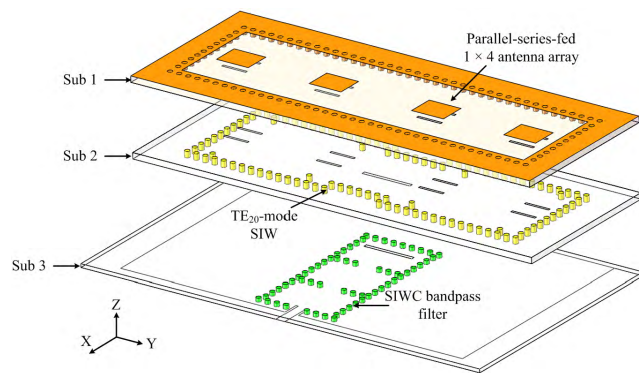 Parallel-series-fed
1 × 4 antenna array
Sub 1
Sub 2
TE20-mode
SIW
Sub 3
SIWC bandpass
filter
Z
X
Y